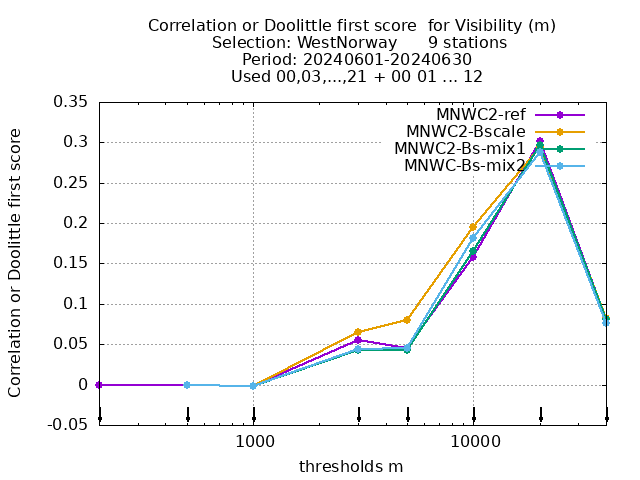 Correlation or Doolittle first score  for Visibility (m)
Selection: WestNorway      9 stations
Period: 20240601-20240630
Used 00,03,...,21 + 00 01 ... 12
MNWC2-ref
MNWC2-Bscale
MNWC2-Bs-mix1
MNWC-Bs-mix2
Correlation or Doolittle first score
0.35
0.3
0.25
0.2
0.15
0.1
0.05
0
-0.05
1000
10000
thresholds m